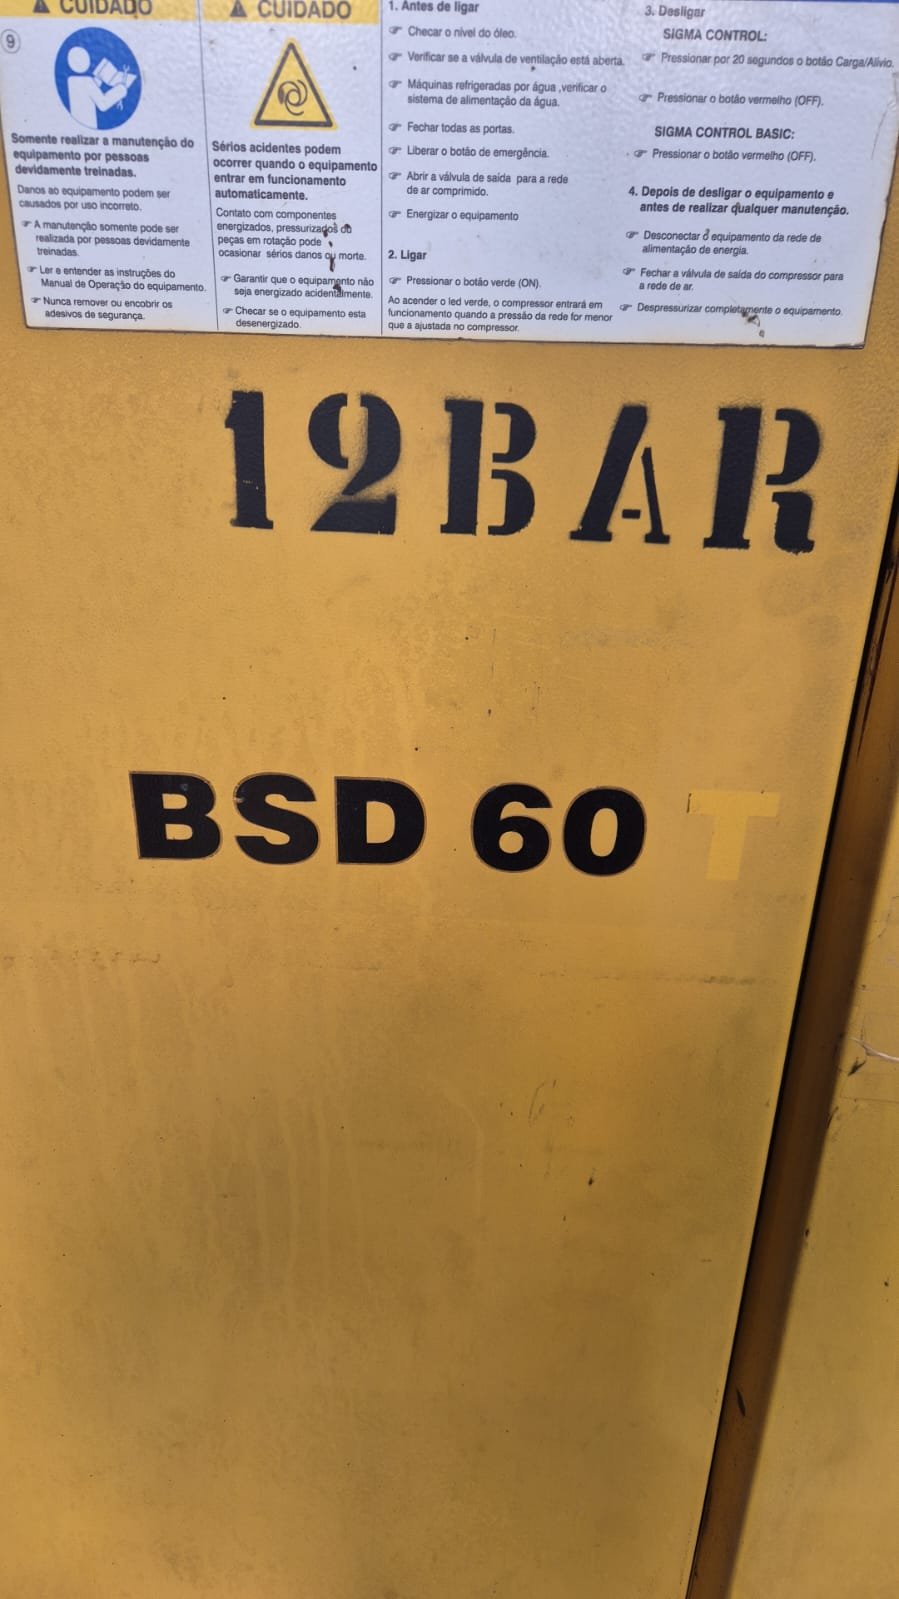 CUIDADO
9
Somente realizar a manutenção do
equipamento por pessoas
devidamente treinadas.
Danos ao equipamento podem ser
causados por uso incorreto.
☞ A manutenção somente pode ser
realizada por pessoas devidamente
treinadas.
☞ Ler e entender as instruções do
Manual de Operação do equipamento.
☞ Nunca remover ou encobrir os
adesivos de segurança.
CUIDADO
Sérios acidentes podem
ocorrer quando o equipamento
entrar em funcionamento
automaticamente.
Contato com componentes
energizados, pressurizados ou
peças em rotação pode
ocasionar sérios danos ou morte.
☞ Garantir que o equipamento não
seja energizado acidentalmente.
☞ Checar se o equipamento esta
desenergizado.
1. Antes de ligar
☞ Checar o nível do óleo.
☞ Verificar se a válvula de ventilação está aberta.
☞ Máquinas refrigeradas por água ,verificar o
sistema de alimentação da água.
☞ Fechar todas as portas.
☞ Liberar o botão de emergência.
☞ Abrir a válvula de saída para a rede
de ar comprimido.
☞ Energizar o equipamento
2. Ligar
☞ Pressionar o botão verde (ON).
Ao acender o led verde, o compressor entrará em
funcionamento quando a pressão da rede for menor
que a ajustada no compressor.
3. Desligar
SIGMA CONTROL:
☞ Pressionar por 20 segundos o botão Carga/Alivio.
☞ Pressionar o botão vermelho (OFF).
SIGMA CONTROL BASIC:
☞ Pressionar o botão vermelho (OFF).
4. Depois de desligar o equipamento e
antes de realizar qualquer manutenção.
☞ Desconectar o equipamento da rede de
alimentação de energia.
☞ Fechar a válvula de saída do compressor para
a rede de ar.
☞ Despressurizar completamente o equipamento.
12BAR
BSD 60 T